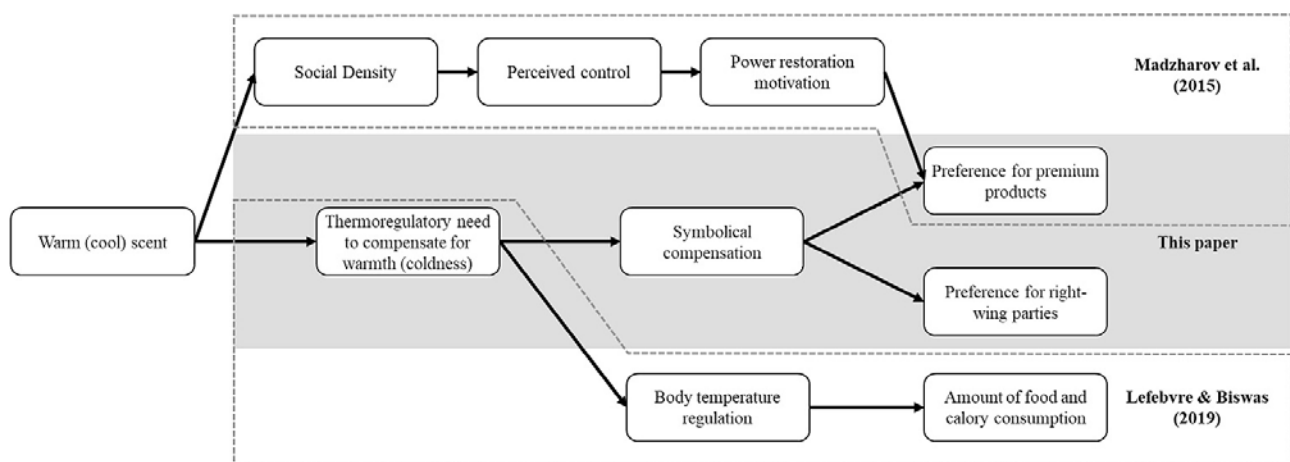 Social Density
Perceived control
Power restoration
motivation
Madzharov et al.
(2015)
Preference for premium
products
Warm (cool) scent
Thermoregulatory need
to compensate for
warmth (coldness)
Symbolical
compensation
This paper
Preference for right-
wing parties
Body temperature
regulation
Amount of food and
calory consumption
Lefebvre & Biswas
(2019)